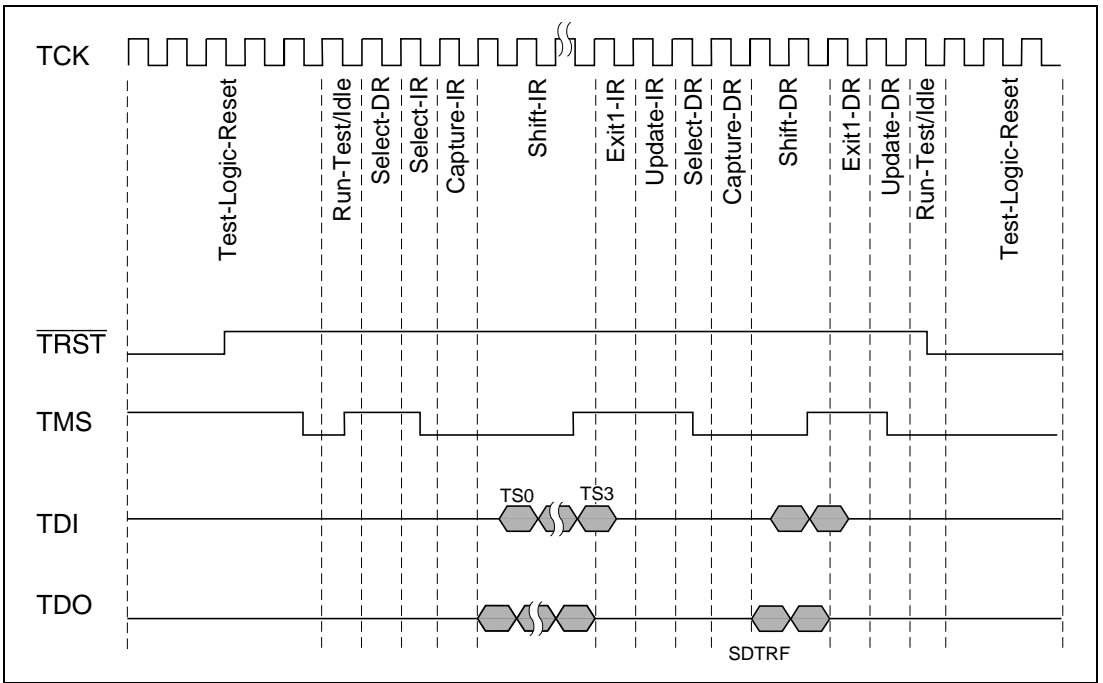 TCK
Test-Logic-Reset
Run-Test/Idle
Select-DR
Select-IR
Capture-IR
Shift-IR
Exit1-IR
Update-IR
Select-DR
Capture-DR
Shift-DR
Exit1-DR
Update-DR
Run-Test/Idle
Test-Logic-Reset
TRST
TMS
TS0
TS3
TDI
TDO
SDTRF